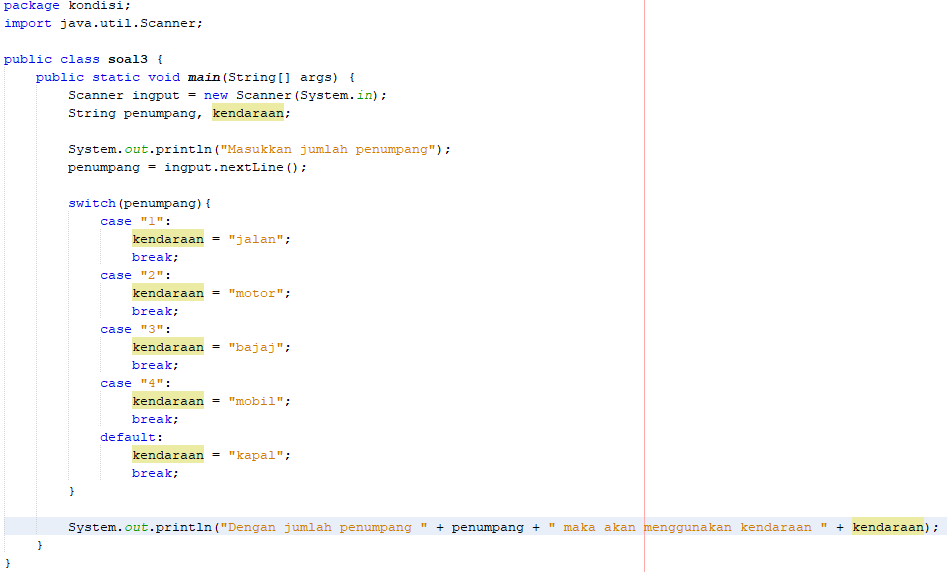 package kondisi;
import java.util.Scanner;
public class soal3 {
public static void main(String[] args) {
Scanner ingput = new Scanner(System.in);
String penumpang, kendaraan;
System.out.println("Masukkan jumlah penumpang");
penumpang = ingput.nextLine();
switch(penumpang){
case "1":
kendaraan = "jalan";
break;
case "2":
kendaraan = "motor";
break;
case "3":
kendaraan = "bajaj";
break;
case "4":
kendaraan = "mobil";
break;
default:
kendaraan = "kapal";
break;
}
System.out.println("Dengan jumlah penumpang " + penumpang + " maka akan menggunakan kendaraan " + kendaraan);
}
}